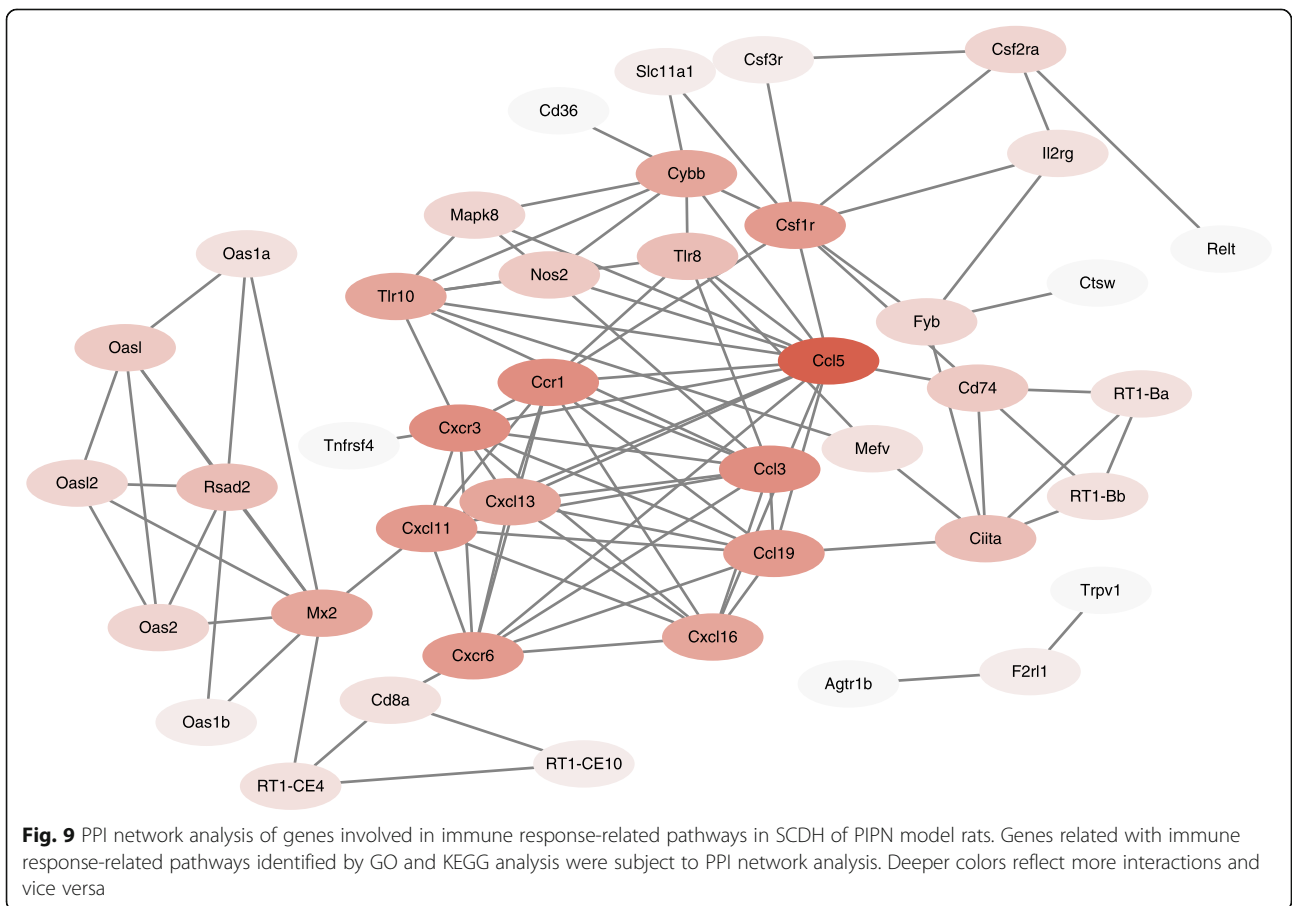 Csf2ra
Csf3r
Slc11a1
Cd36
Il2rg
Cybb
Mapk8
Csf1r
Relt
Oas1a
Tlr8
Nos2
Ctsw
Tlr10
Fyb
Oasl
Ccl5
Ccr1
Cd74
RT1-Ba
Cxcr3
Tnfrsf4
Mefv
Ccl3
Oasl2
Rsad2
RT1-Bb
Cxcl13
Cxcl11
Ciita
Ccl19
Trpv1
Mx2
Oas2
Cxcl16
Cxcr6
F2rl1
Agtr1b
Cd8a
Oas1b
RT1-CE10
RT1-CE4
Fig. 9 PPI network analysis of genes involved in immune response-related pathways in SCDH of PIPN model rats. Genes related with immune
response-related pathways identified by GO and KEGG analysis were subject to PPI network analysis. Deeper colors reflect more interactions and
vice versa